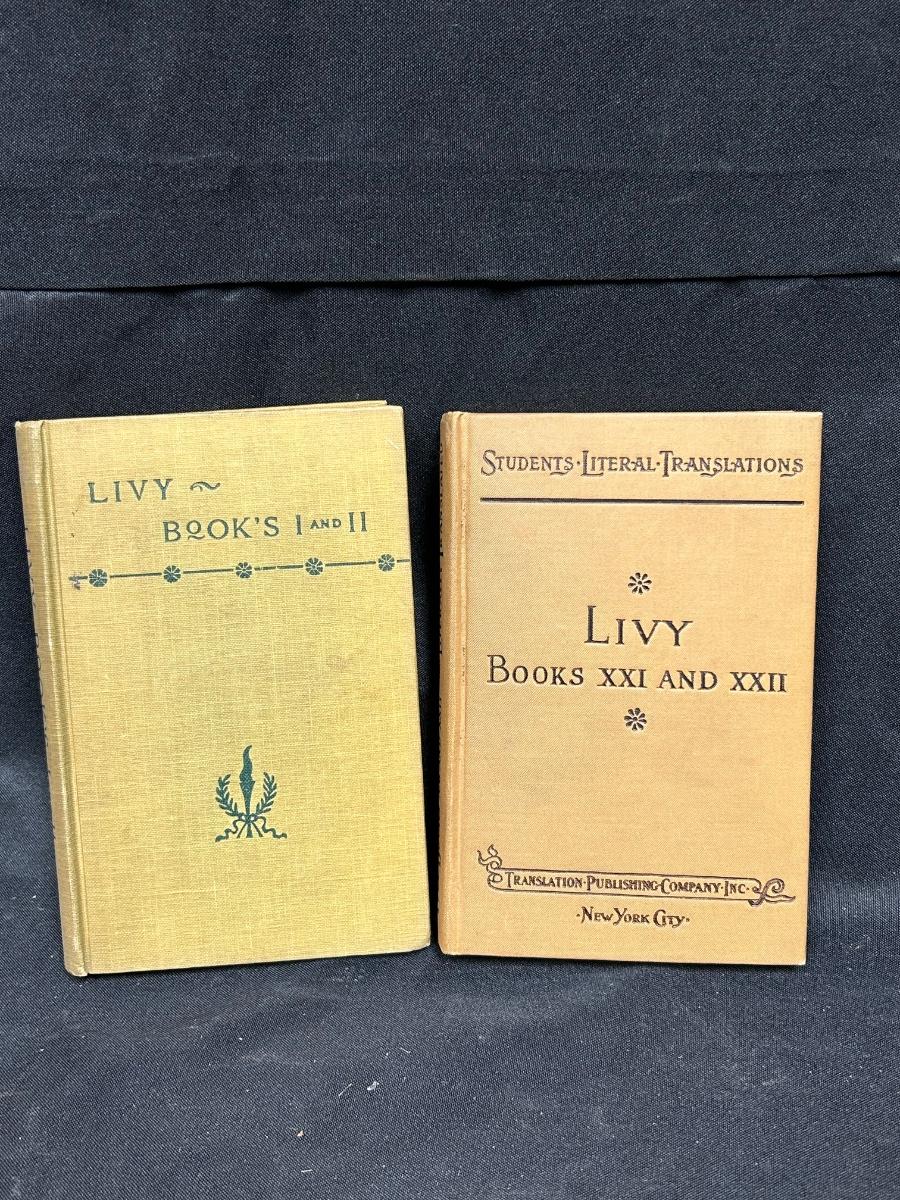 LIVY
BOOK'S I AND II
STUDENTS·LITERAL·TRANSLATIONS
LIVY
BOOKS XXI AND XXII
TRANSLATION·PUBLISHING·COMPANY·INC·
·NEW YORK CITY·